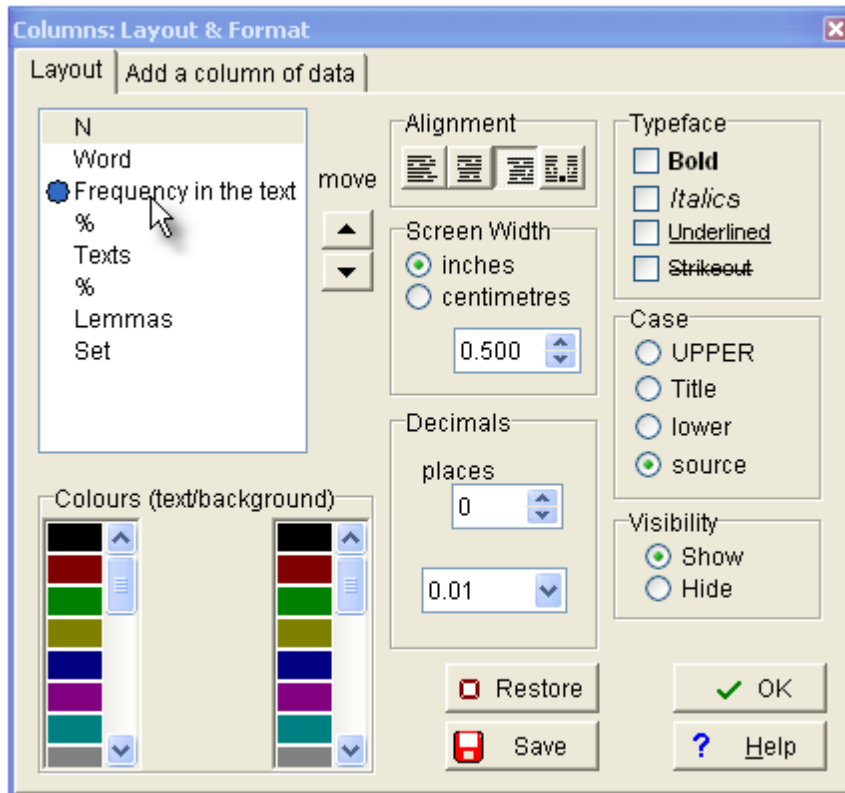 Columns: Layout & Format
Layout
Add a column of data
N
Word
Frequency in the text
%
Texts
%
Lemmas
Set
move
Alignment
Screen Width
inches
centimetres
0.500
Decimals
places
0
0.01
Typeface
Bold
Italics
Underlined
Strikeout
Case
UPPER
Title
lower
source
Visibility
Show
Hide
Colours (text/background)
Restore
OK
Save
? Help